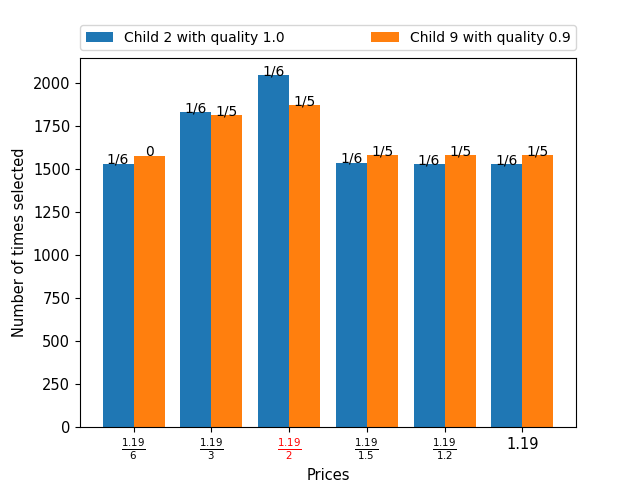 Child 2 with quality 1.0 Child 9 with quality 0.9
Number of times selected
2000
1750
1500
1250
1000
750
500
250
0
1/6 0 1/6 1/5 1/6 1/5 1/6 1/5 1/6 1/5 1/6 1/5
1.19/6 1.19/3 1.19/2 1.19/1.5 1.19/1.2 1.19
Prices